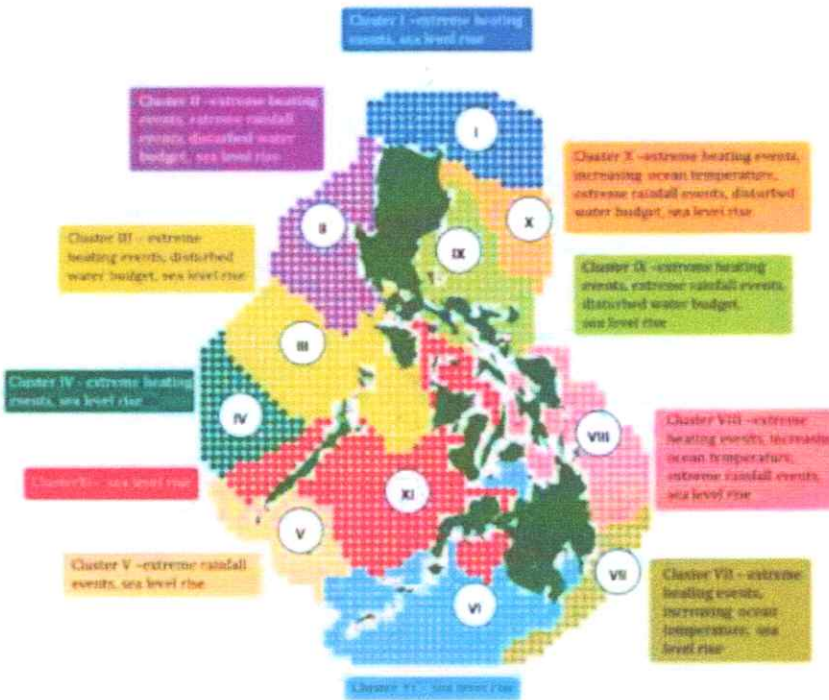 Cluster I -extreme heating
events, sea level rise
Cluster II -extreme heating
events, extreme rainfall
events, disturbed water
budget, sea level rise
I
Cluster X -extreme heating events,
increasing ocean temperature,
extreme rainfall events, disturbed
water budget, sea level rise
II
IX
X
Cluster III - extreme
heating events, disturbed
water budget, sea level rise
Cluster IX -extreme heating
events, extreme rainfall events,
disturbed water budget,
sea level rise
III
Cluster IV - extreme heating
events, sea level rise
IV
VIII
Cluster VIII -extreme
heating events, increasing
ocean temperature,
extreme rainfall events,
sea level rise
sea level rise
XI
V
Cluster V -extreme rainfall
events, sea level rise
VII
VI
Cluster VII - extreme
heating events,
increasing ocean
temperature, sea
level rise
Cluster VI - sea level rise